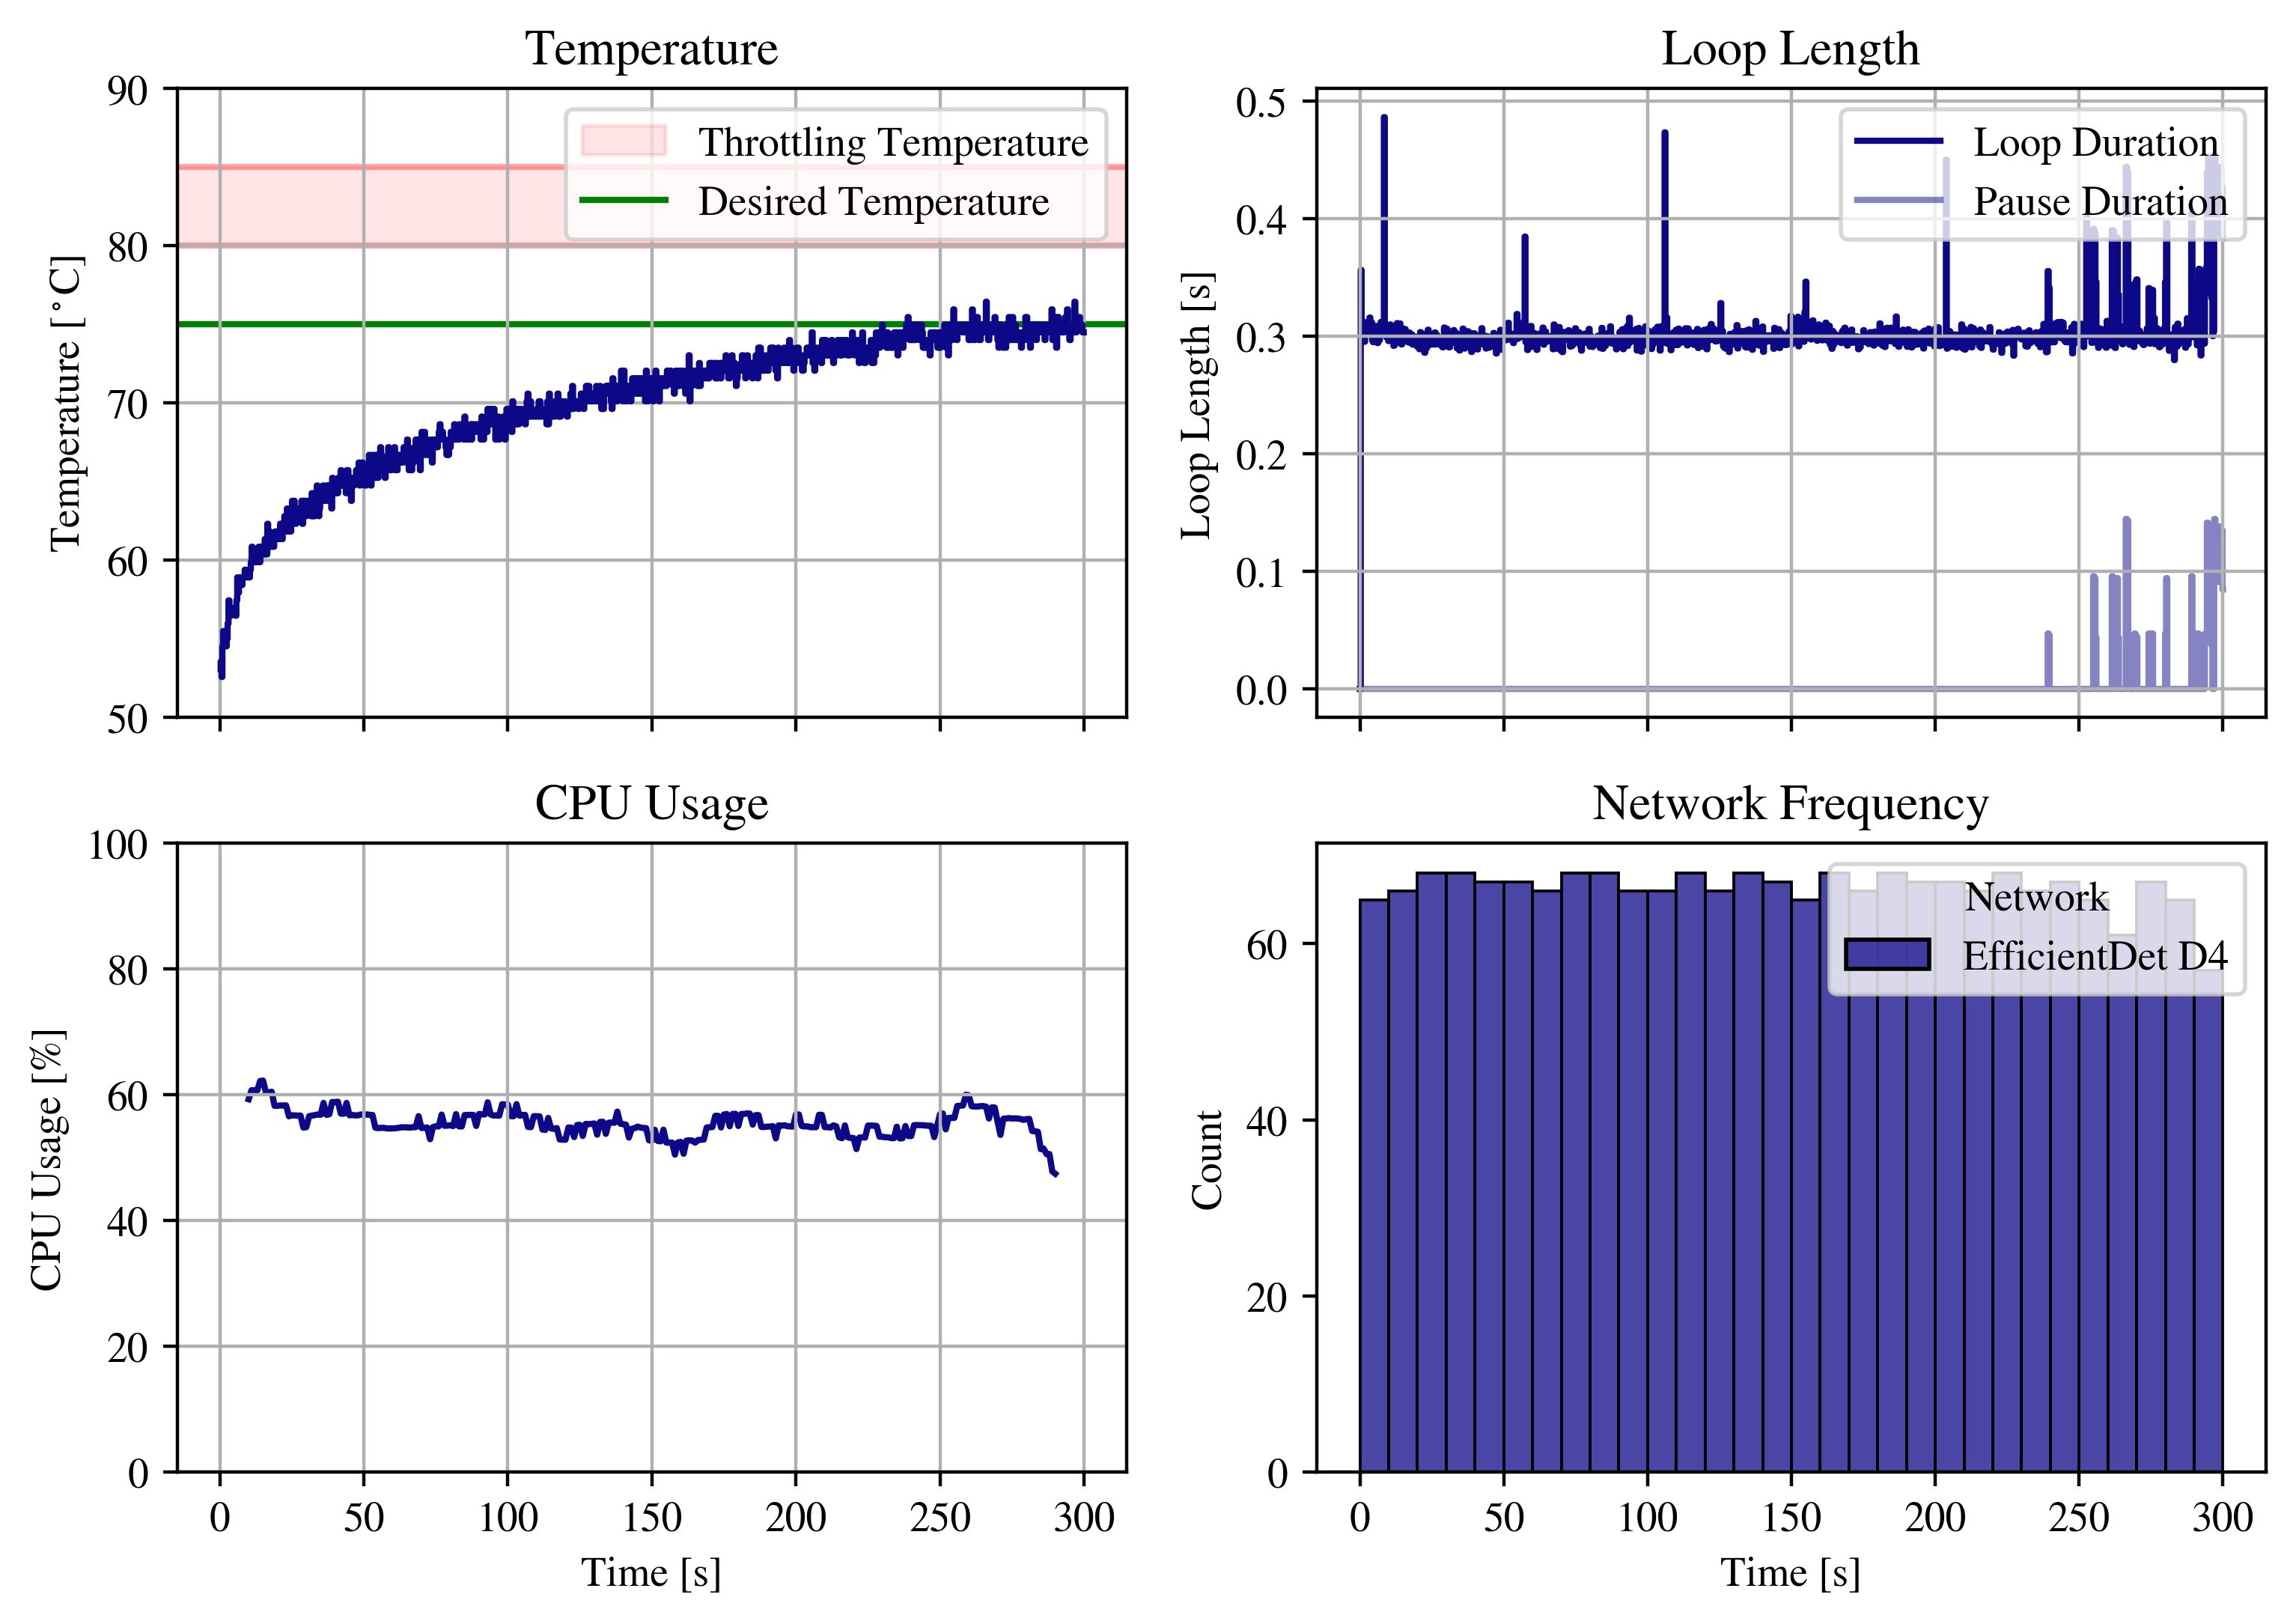 Temperature
90
80
70
60
50
Temperature [°C]
Throttling Temperature
Desired Temperature
Loop Length
0.5
0.4
0.3
0.2
0.1
0.0
Loop Length [s]
Loop Duration
Pause Duration
CPU Usage
100
80
60
40
20
0
CPU Usage [%]
0 50 100 150 200 250 300
Time [s]
Network Frequency
60
40
20
0
Count
Network
EfficientDet D4
0 50 100 150 200 250 300
Time [s]